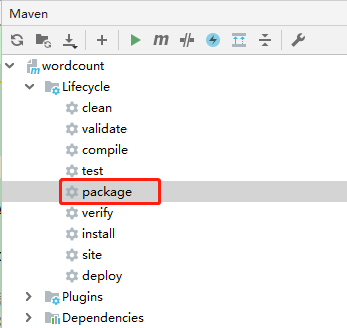 Maven
m
wordcount
Lifecycle
clean
validate
compile
test
package
verify
install
site
deploy
Plugins
Dependencies